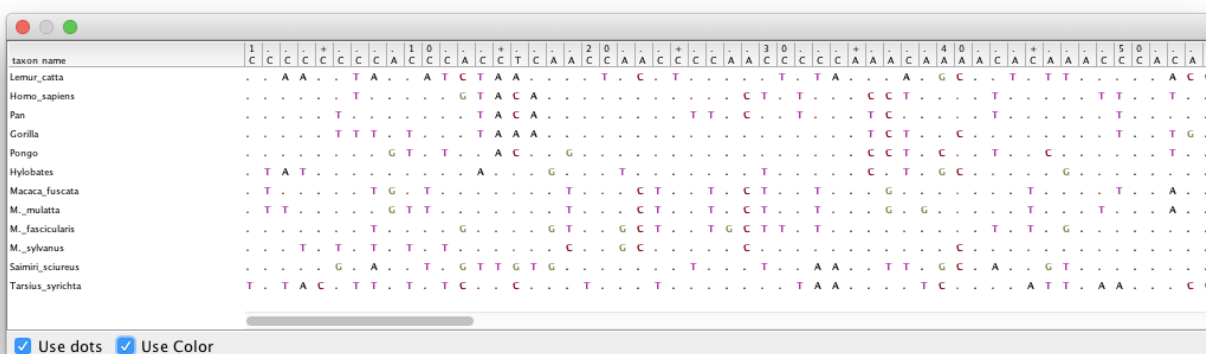 1 . . . + . . . . 1 0 . . . + . . . . 2 0 . . . + . . . . 3 0 . . . + . . . . 4 0 . . . + . . . . 5 0 . . .
taxon name
Lemur_catta . . A A . . T A . . A T C T A A . . . . T . C . T . . . . . T . T A . . . A . G C . . T . T T . . . . . A C
Homo_sapiens . . . . . . T . . . . . G T A C A . . . . . . . . . . . C T . T . . . C C T . . . . T . . . . . T T . . T .
Pan . . . . . T . . . . . . . T A C A . . . . . . . . T T . C . . T . . . T C . . . . . T . . . . . . T . . . .
Gorilla . . . . . T T T . T . . . T A A A . . . . . . . . . . . . . . . . . . T C T . . C . . . . . . . . T . . T G
Pongo . . . . . . . . G T . T . . A C . . G . . . . . . . . . . . . . . . . C C T . C . . T . . C . . . . . . T .
Hylobates . T A T . . . . . . . . . A . . . G . . . T . . . . . . . T . . . . . C . T . G C . . . . . G . . . . . . .
Macaca_fuscata . T . . . . . T G . T . . . . . . . T . . . C T . . T . C T . . T . . . G . . . . . . . T . . . . T . . A .
M._mulatta . T T . . . . . G T T . . . . . . . T . . . C T . . T . C T . . T . . . G . G . . . . . T . . . T . . . A .
M._fascicularis . . . . . . . T . . . . G . . . . G T . . G C T . . T G C T T . T . . . . . . . . . T . T . G . . . . . . .
M._sylvanus . . . T . T . T . T . T . . . . . . C . . G C . . . . . C . . . . . . . . . . . C . . . . . . . . . . . . .
Saimiri_sciureus . . . . . G . A . . T . G T T G T G . . . . . . . T . . . T . . A A . . T T . G C . A . . G T . . . . . . .
Tarsius_syrichta T . T A C . T T . T . T C . . C . . . T . . . T . . . . . . . T A A . . . . T C . . . . A T T . A A . . . C
Use dots Use Color